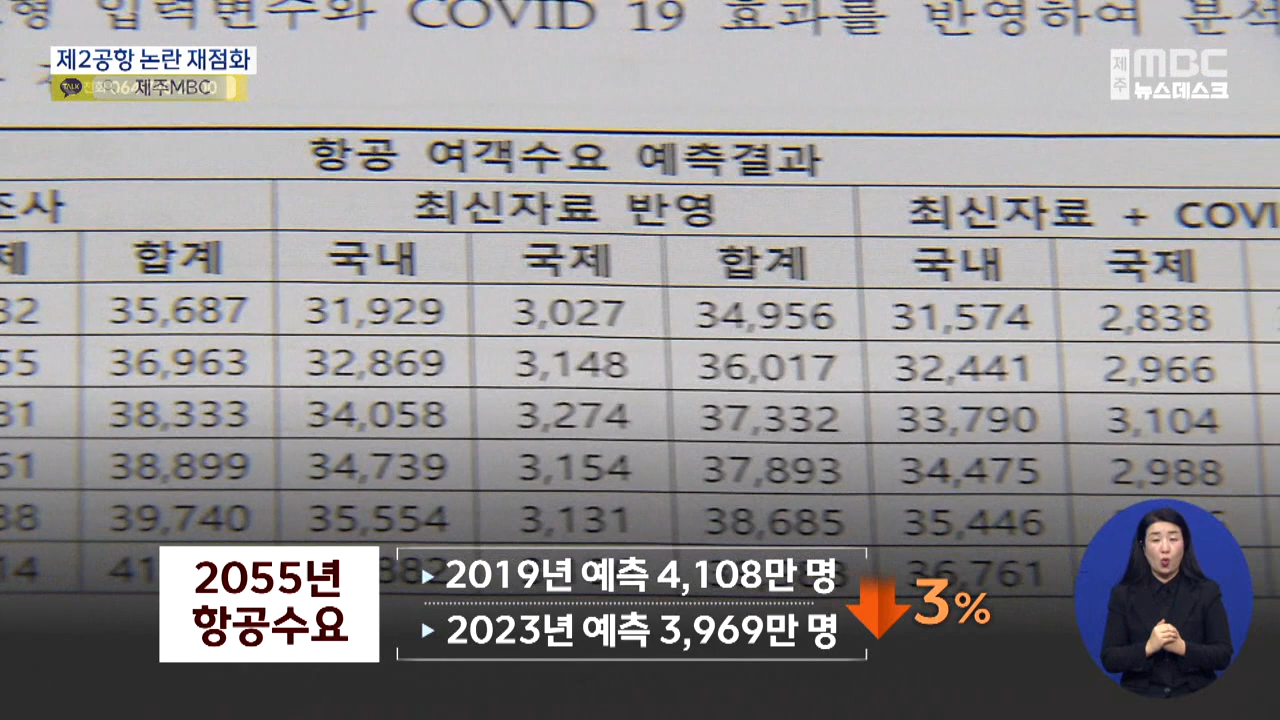 입력변수와 COVID 19 효과를 반영하여 분석
제2공항 논란 재점화
제주MBC
제주 MBC
뉴스데스크
항공 여객수요 예측결과
조사 최신자료 반영 최신자료 + COVI
제 합계 국내 국제 합계 국내 국제
32 35,687 31,929 3,027 34,956 31,574 2,838
55 36,963 32,869 3,148 36,017 32,441 2,966
31 38,333 34,058 3,274 37,332 33,790 3,104
61 38,899 34,739 3,154 37,893 34,475 2,988
38 39,740 35,554 3,131 38,685 35,446
14 41 36,761
2055년
항공수요
▸ 2019년 예측 4,108만 명
▸ 2023년 예측 3,969만 명
3%